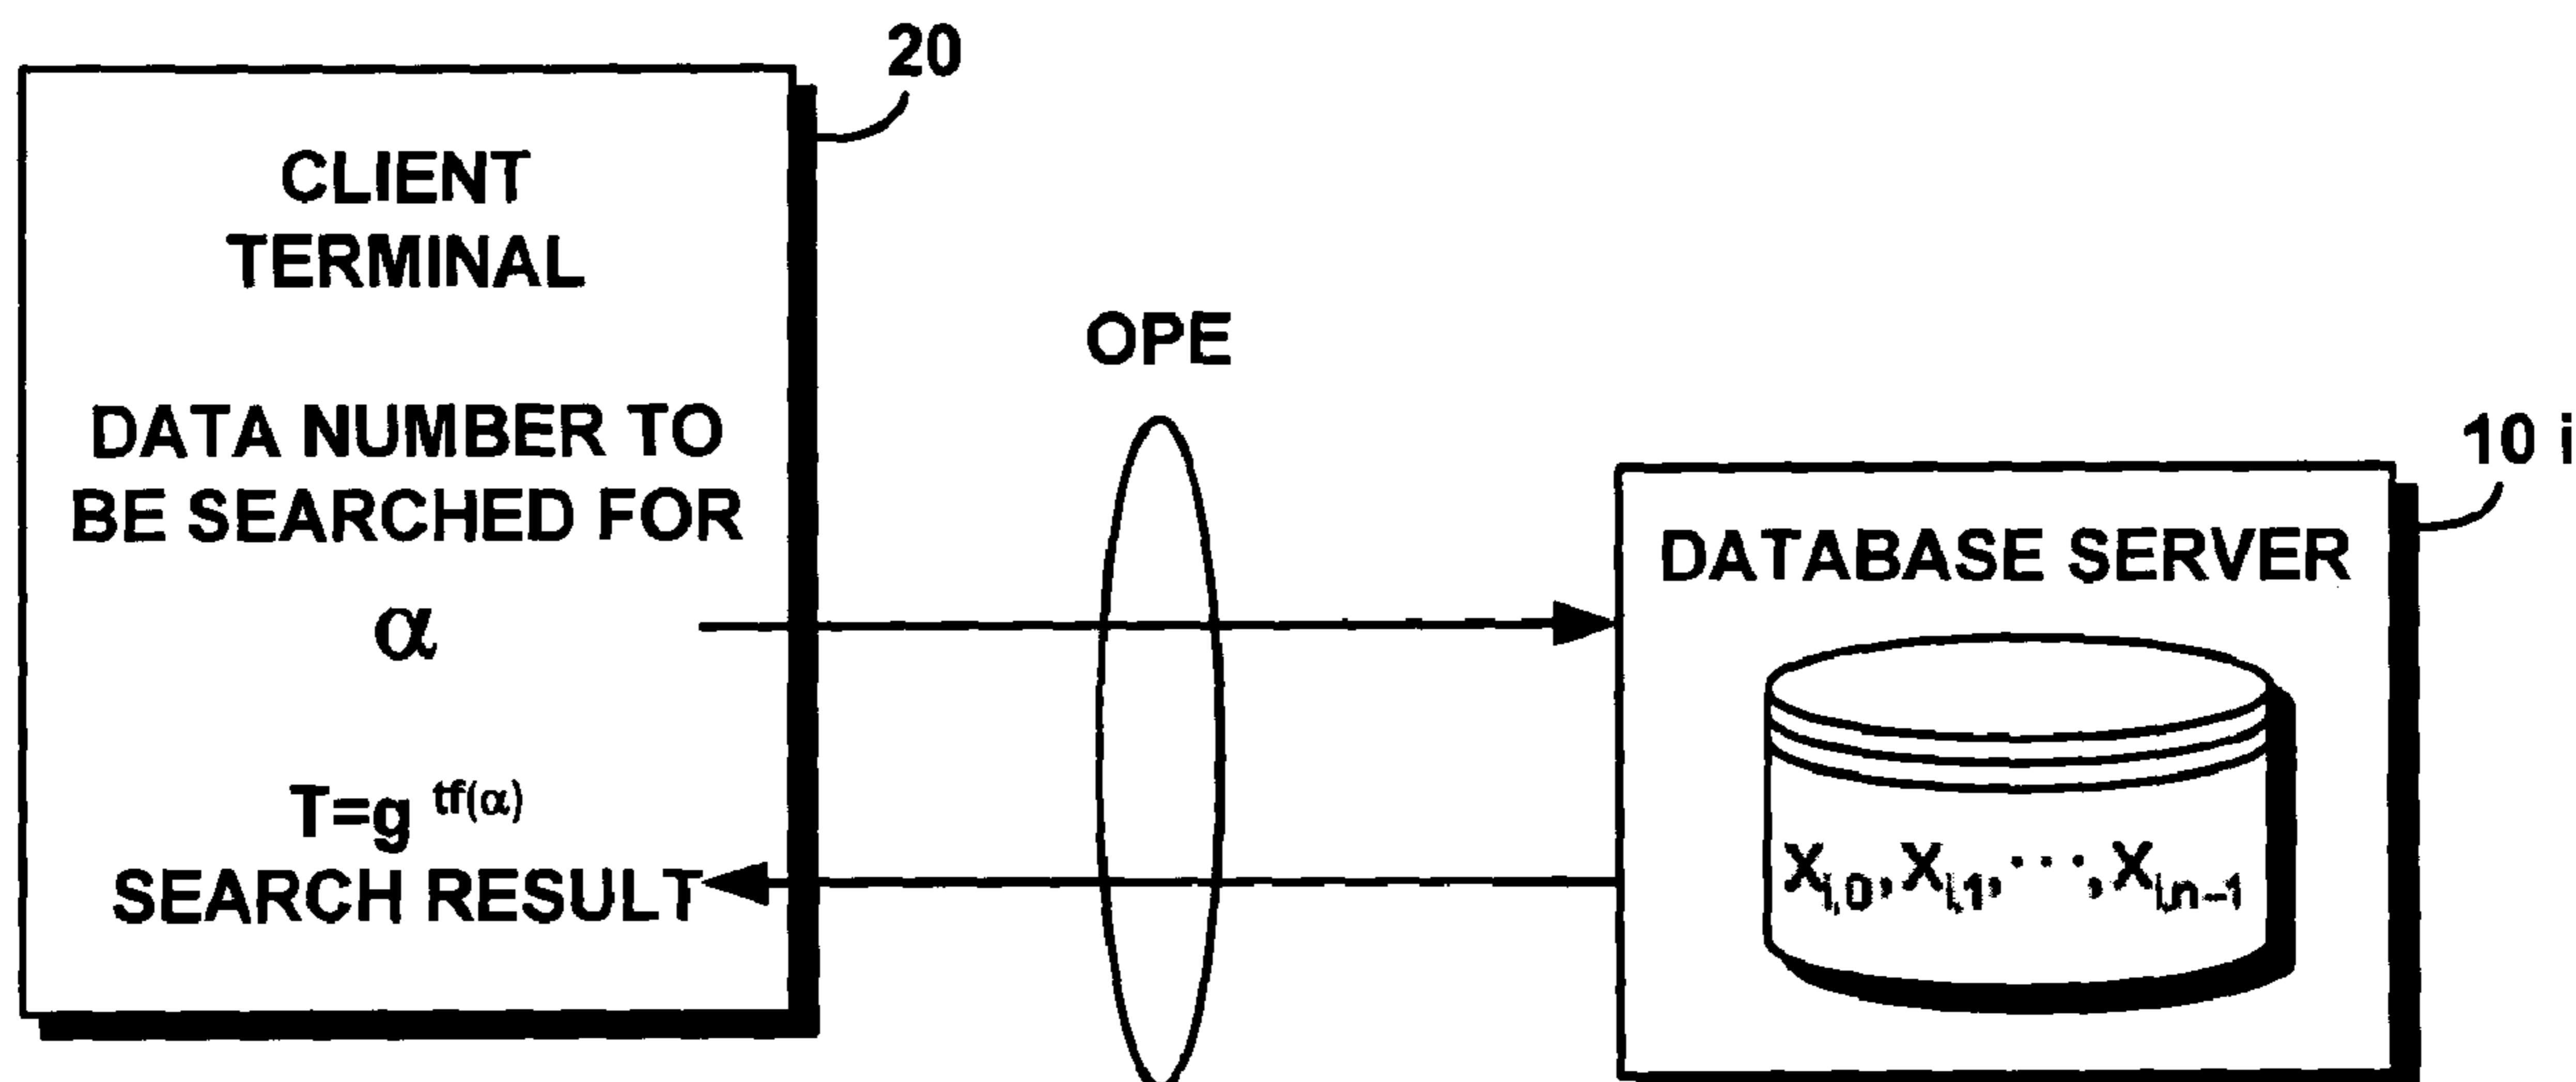 20
CLIENT
TERMINAL
OPE
DATA NUMBER TO
BE SEARCHED FOR
10 i
DATABASE SERVER
α
T=g tf(α)
SEARCH RESULT
Xi,0, Xi,1, ···, Xi,n-1